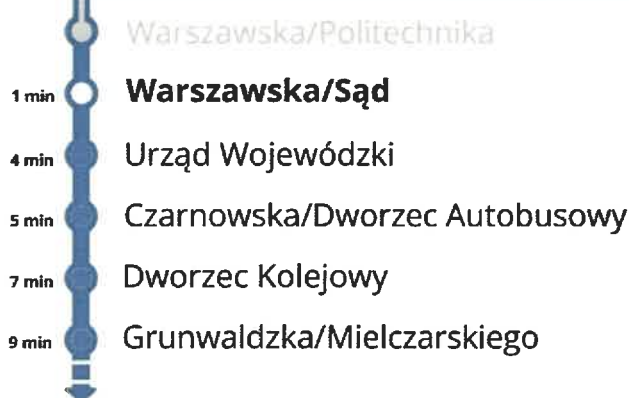 Warszawska/Politechnika
1 min Warszawska/Sąd
4 min Urząd Wojewódzki
5 min Czarnowska/Dworzec Autobusowy
7 min Dworzec Kolejowy
9 min Grunwaldzka/Mielczarskiego